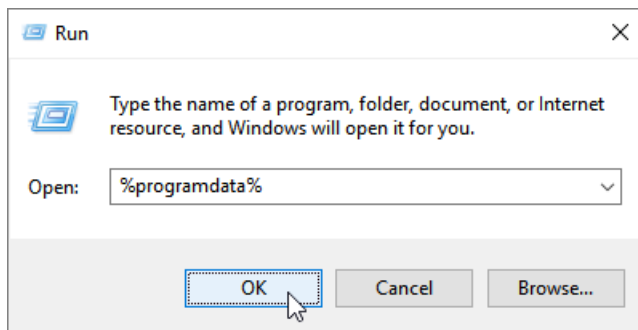 Run
Type the name of a program, folder, document, or Internet
resource, and Windows will open it for you.
Open: %programdata%
OK Cancel Browse...